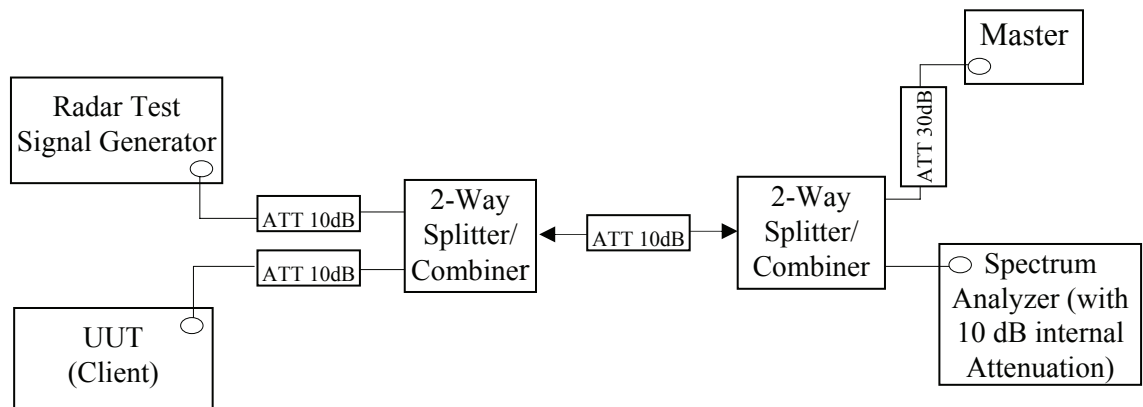 Radar Test
Signal Generator
ATT 10dB
ATT 10dB
UUT
(Client)
2-Way
Splitter/
Combiner
ATT 10dB
2-Way
Splitter/
Combiner
ATT 30dB
Master
Spectrum
Analyzer (with
10 dB internal
Attenuation)